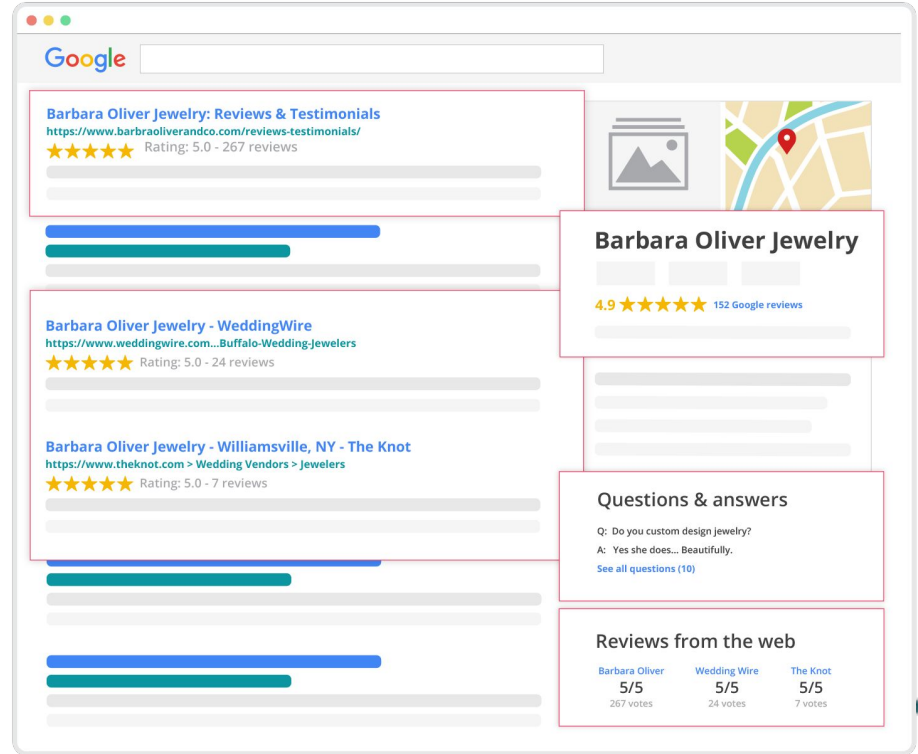 Google
Barbara Oliver Jewelry: Reviews & Testimonials
https://www.barbraoliverandco.com/reviews-testimonials/
Rating: 5.0 - 267 reviews
Barbara Oliver Jewelry - WeddingWire
https://www.weddingwire.com...Buffalo-Wedding-Jewelers
Rating: 5.0 - 24 reviews
Barbara Oliver Jewelry - Williamsville, NY - The Knot
https://www.theknot.com > Wedding Vendors > Jewelers
Rating: 5.0 - 7 reviews
Barbara Oliver Jewelry
4.9 152 Google reviews
Questions & answers
Q: Do you custom design jewelry?
A: Yes she does... Beautifully.
See all questions (10)
Reviews from the web
Barbara Oliver Wedding Wire The Knot
5/5 5/5 5/5
267 votes 24 votes 7 votes